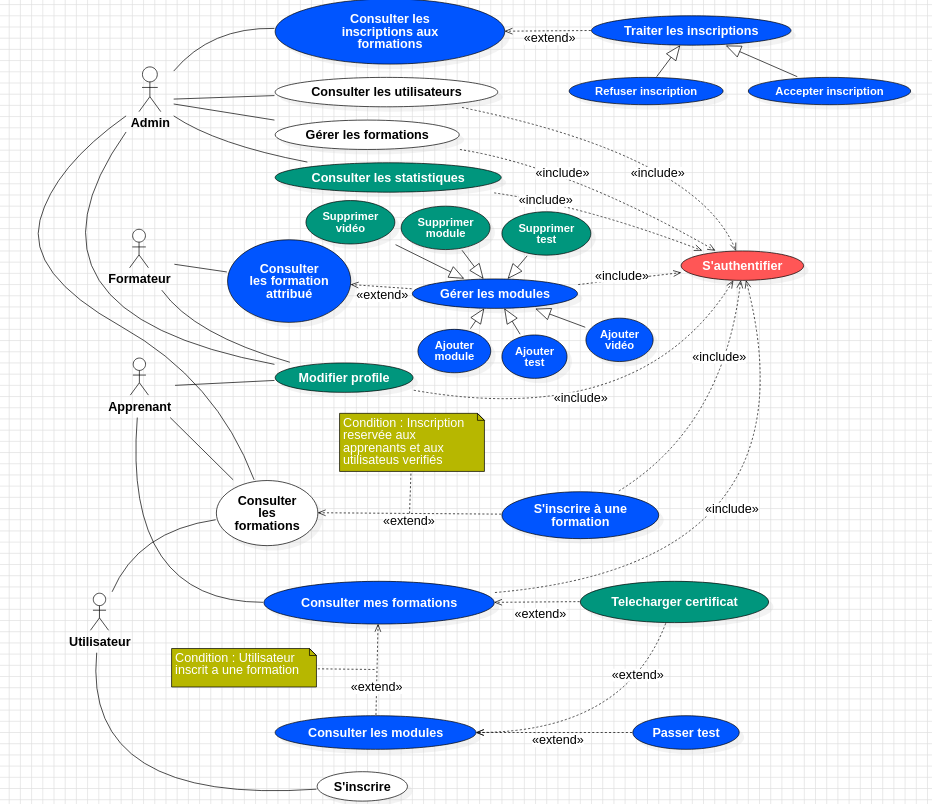 Consulter les
inscriptions aux
formations
«extend»
Traiter les inscriptions
Refuser inscription
Accepter inscription
Admin
Consulter les utilisateurs
Gérer les formations
Consulter les statistiques
«include»
«include»
«include»
Supprimer
vidéo
Supprimer
module
Supprimer
test
Formateur
Consulter
les formation
attribué
«extend»
Gérer les modules
«include»
S'authentifier
Ajouter
module
Ajouter
test
Ajouter
vidéo
«include»
Modifier profile
«include»
Apprenant
Condition : Inscription
reservée aux
apprenants et aux
utilisateus verifiés
Consulter
les
formations
«extend»
S'inscrire à une
formation
«include»
Consulter mes formations
«extend»
Telecharger certificat
Utilisateur
Condition : Utilisateur
inscrit a une formation
«extend»
«extend»
Consulter les modules
«extend»
Passer test
S'inscrire